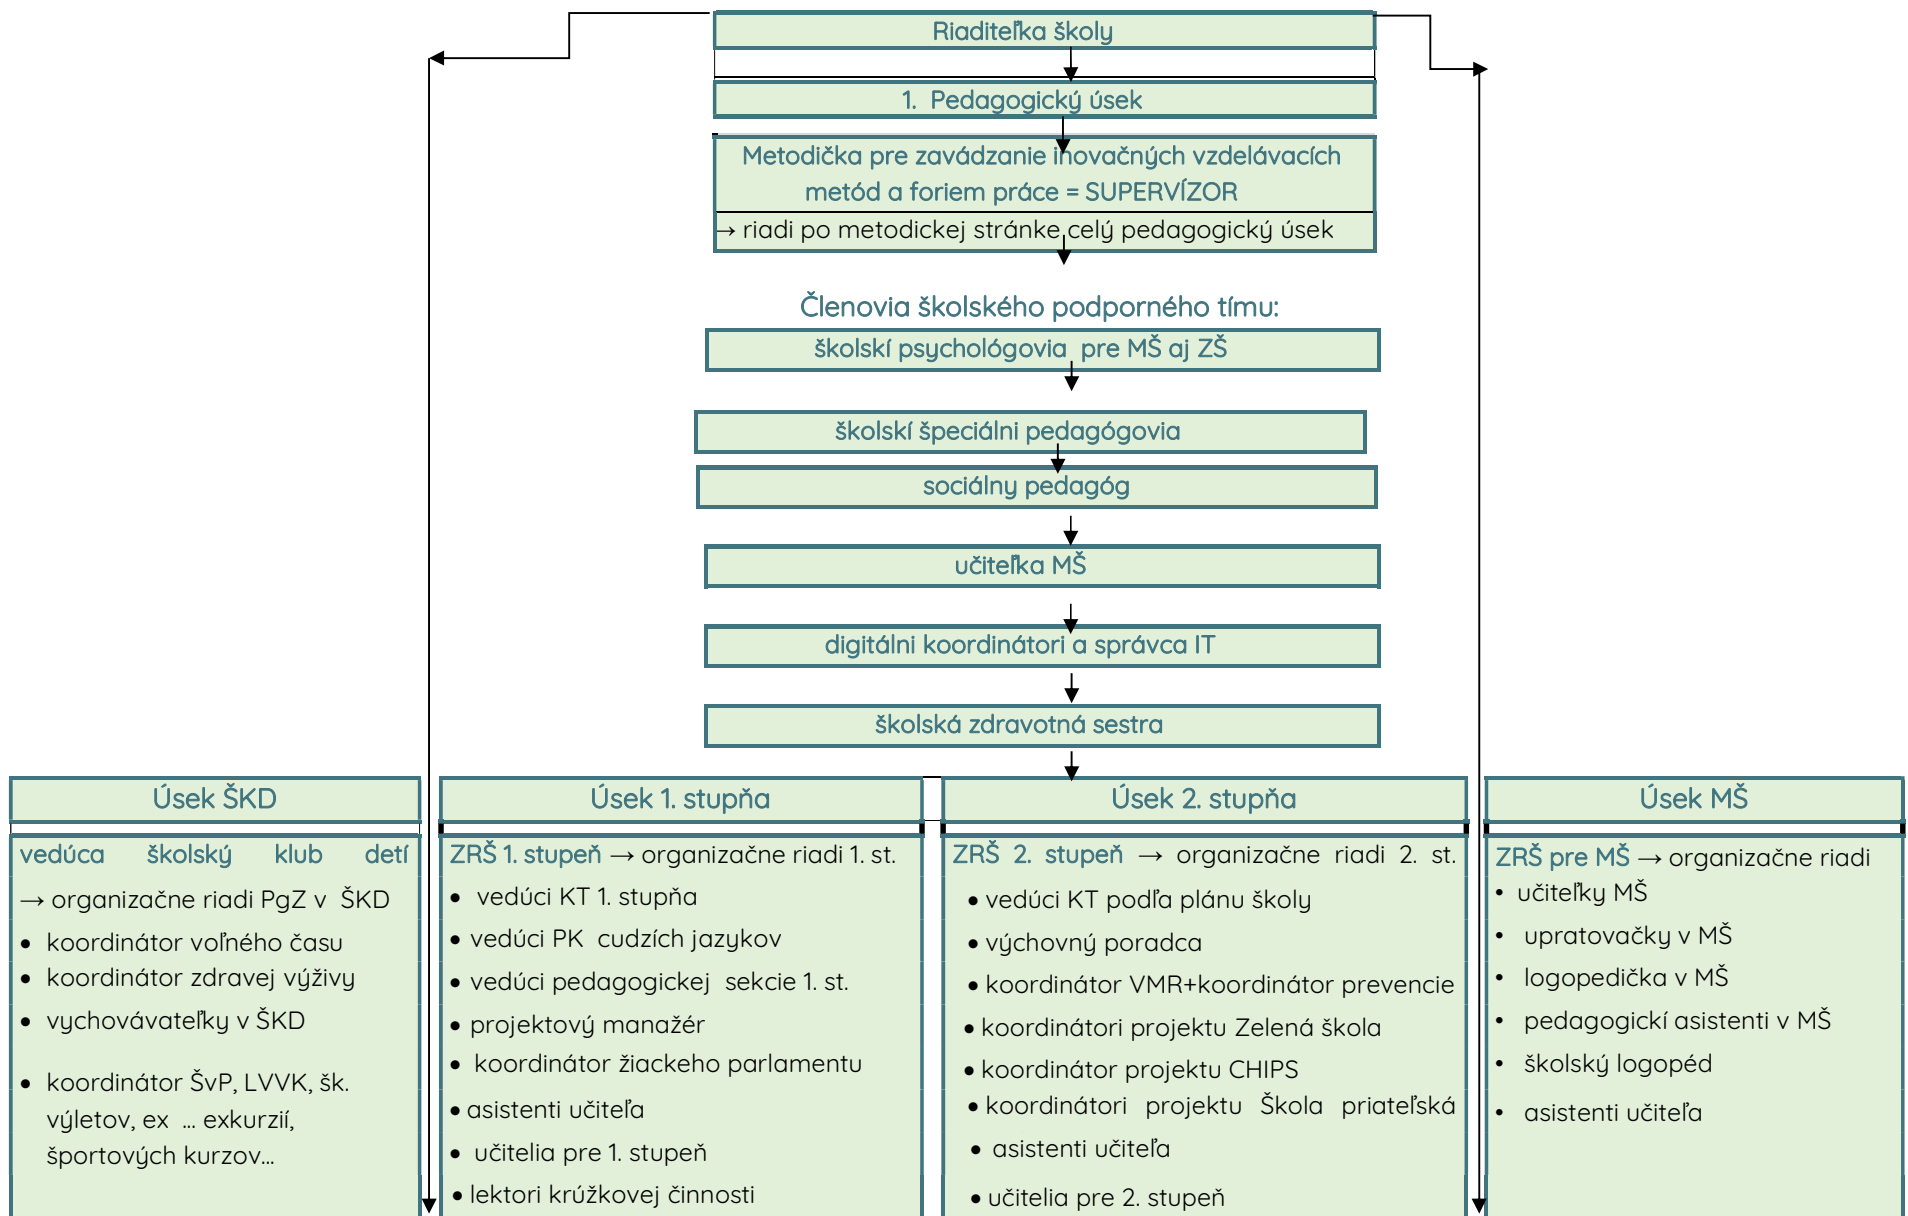 Riaditeľka školy
1. Pedagogický úsek
Metodička pre zavádzanie inovačných vzdelávacích
metód a foriem práce = SUPERVÍZOR
→ riadi po metodickej stránke celý pedagogický úsek
Členovia školského podporného tímu:
školskí psychológovia pre MŠ aj ZŠ
školskí špeciálni pedagógovia
sociálny pedagóg
učiteľka MŠ
digitálni koordinátori a správca IT
školská zdravotná sestra
Úsek ŠKD
vedúca školský klub detí
→ organizačne riadi PgZ v ŠKD
• koordinátor voľného času
• koordinátor zdravej výživy
• vychovávateľky v ŠKD
• koordinátor ŠvP, LVVK, šk.
výletov, ex ... exkurzií,
športových kurzov...
Úsek 1. stupňa
ZRŠ 1. stupeň → organizačne riadi 1. st.
• vedúci KT 1. stupňa
• vedúci PK cudzích jazykov
• vedúci pedagogickej sekcie 1. st.
• projektový manažér
• koordinátor žiackeho parlamentu
• asistenti učiteľa
• učitelia pre 1. stupeň
• lektori krúžkovej činnosti
Úsek 2. stupňa
ZRŠ 2. stupeň → organizačne riadi 2. st.
• vedúci KT podľa plánu školy
• výchovný poradca
• koordinátor VMR+koordinátor prevencie
• koordinátori projektu Zelená škola
• koordinátor projektu CHIPS
• koordinátori projektu Škola priateľská
• asistenti učiteľa
• učitelia pre 2. stupeň
Úsek MŠ
ZRŠ pre MŠ → organizačne riadi
• učiteľky MŠ
• upratovačky v MŠ
• logopedička v MŠ
• pedagogickí asistenti v MŠ
• školský logopéd
• asistenti učiteľa